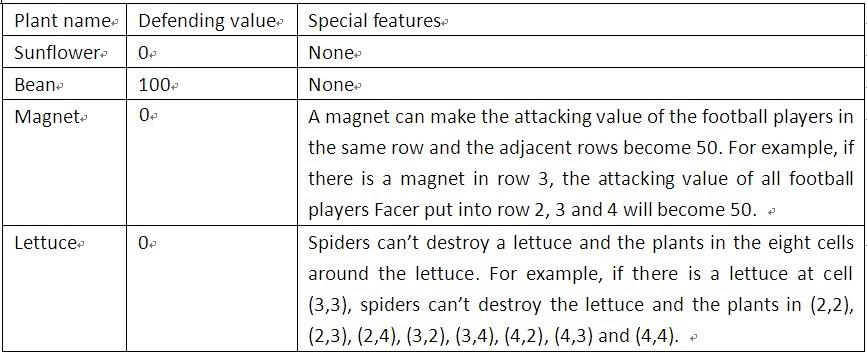 Plant name Defending value Special features
Sunflower 0 None
Bean 100 None
Magnet 0 A magnet can make the attacking value of the football players in
the same row and the adjacent rows become 50. For example, if
there is a magnet in row 3, the attacking value of all football
players Facer put into row 2, 3 and 4 will become 50.
Lettuce 0 Spiders can’t destroy a lettuce and the plants in the eight cells
around the lettuce. For example, if there is a lettuce at cell
(3,3), spiders can’t destroy the lettuce and the plants in (2,2),
(2,3), (2,4), (3,2), (3,4), (4,2), (4,3) and (4,4).